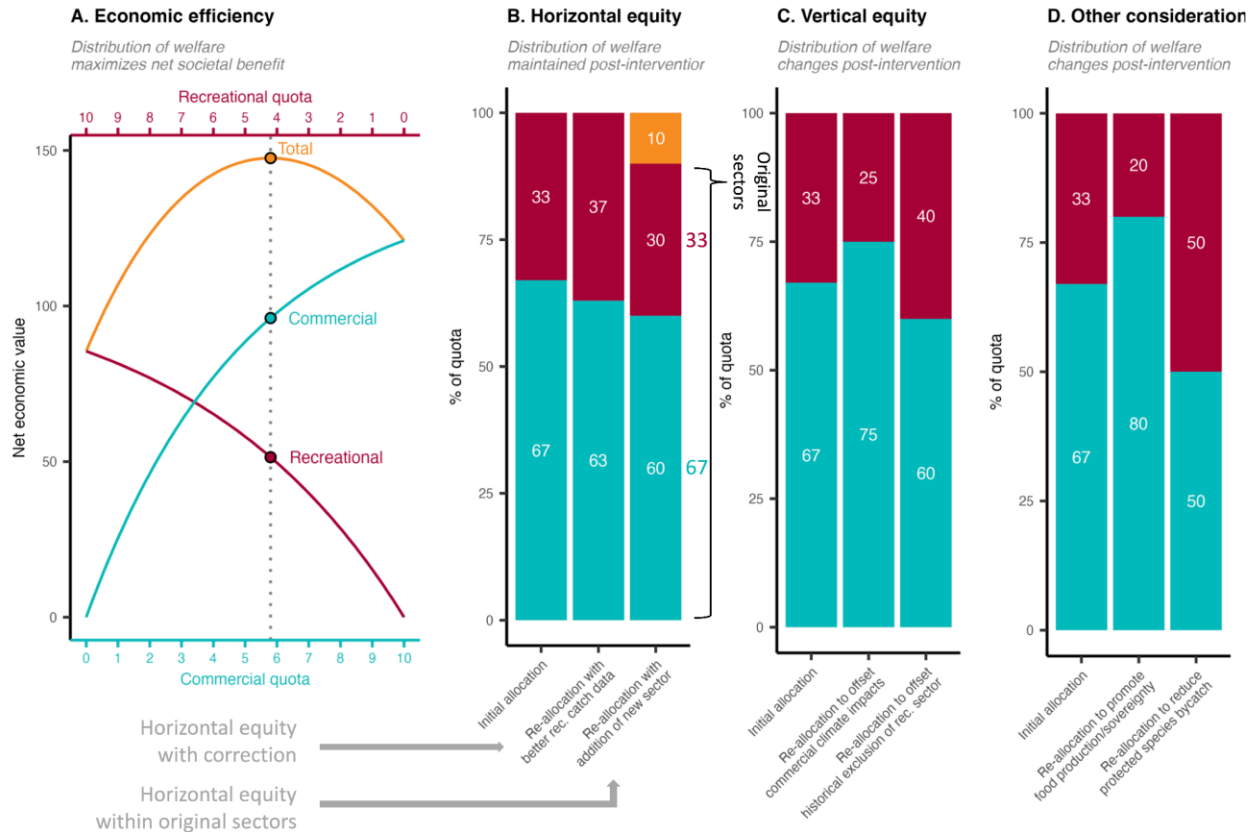 A. Economic efficiency
Distribution of welfare
maximizes net societal benefit
Recreational quota
10 9 8 7 6 5 4 3 2 1 0
150
100
50
0
Net economic value
Total
Commercial
Recreational
0 1 2 3 4 5 6 7 8 9 10
Commercial quota
Horizontal equity
with correction
Horizontal equity
within original sectors
B. Horizontal equity
Distribution of welfare
maintained post-intervention
100
75
50
25
0
% of quota
33
67
37
63
10
30
60
33
67
Original
sectors
Initial allocation
Re-allocation with
better rec. catch data
Re-allocation with
addition of new sector
C. Vertical equity
Distribution of welfare
changes post-intervention
100
75
50
25
0
% of quota
33
67
25
75
40
60
Initial allocation
Re-allocation to offset
commercial climate impacts
Re-allocation to offset
historical exclusion of rec. sector
D. Other consideration
Distribution of welfare
changes post-intervention
100
75
50
25
0
% of quota
33
67
20
80
50
50
Initial allocation
Re-allocation to promote
food production/sovereignty
Re-allocation to reduce
protected species bycatch